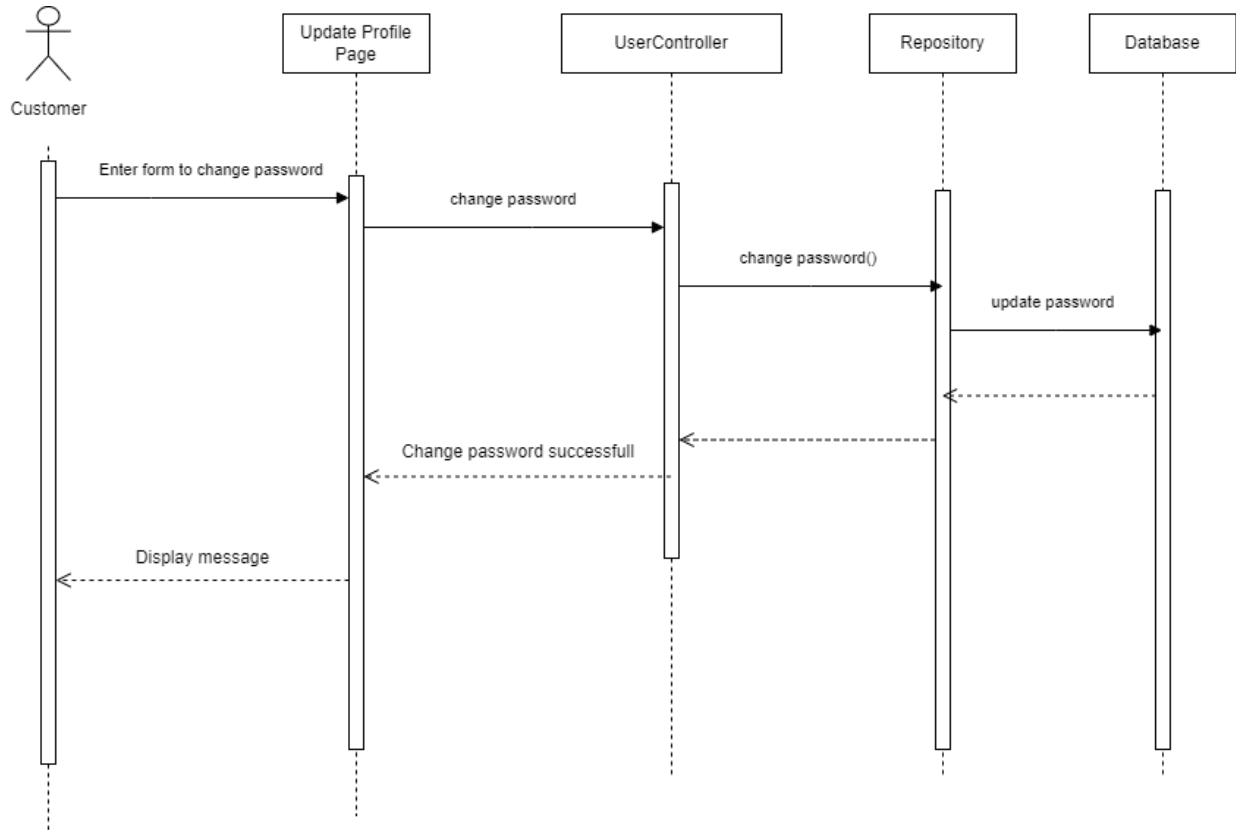 Update Profile
Page
UserController
Repository
Database
Customer
Enter form to change password
change password
change password()
update password
Change password successfull
Display message